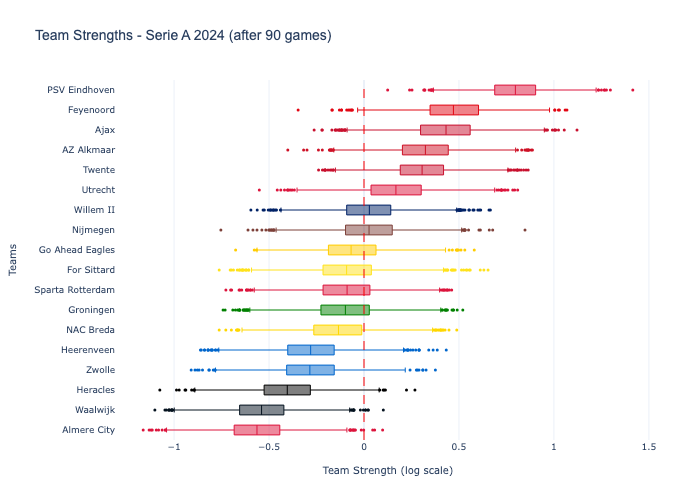 Team Strengths - Serie A 2024 (after 90 games)
Teams
PSV Eindhoven
Feyenoord
Ajax
AZ Alkmaar
Twente
Utrecht
Willem II
Nijmegen
Go Ahead Eagles
For Sittard
Sparta Rotterdam
Groningen
NAC Breda
Heerenveen
Zwolle
Heracles
Waalwijk
Almere City
−1 −0.5 0 0.5 1 1.5
Team Strength (log scale)